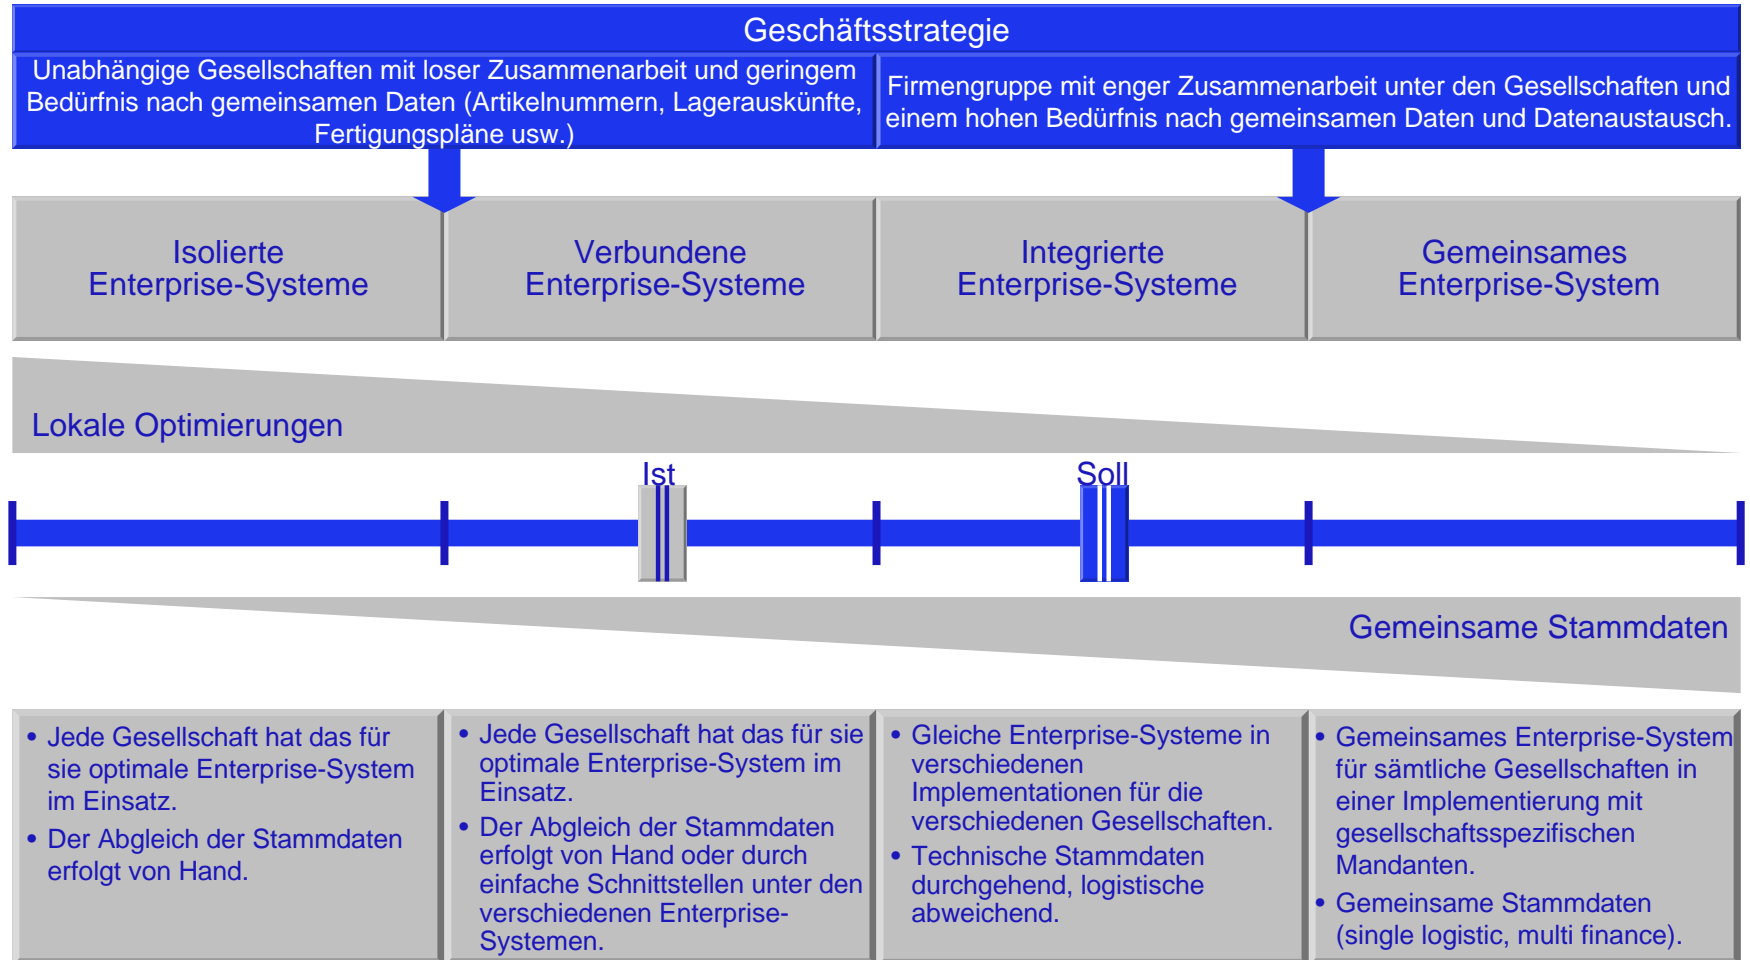 Geschäftsstrategie
Unabhängige Gesellschaften mit loser Zusammenarbeit und geringem
Bedürfnis nach gemeinsamen Daten (Artikelnummern, Lagerauskünfte,
Fertigungspläne usw.)
Firmengruppe mit enger Zusammenarbeit unter den Gesellschaften und
einem hohen Bedürfnis nach gemeinsamen Daten und Datenaustausch.
Isolierte
Enterprise-Systeme
Verbundene
Enterprise-Systeme
Integrierte
Enterprise-Systeme
Gemeinsames
Enterprise-System
Lokale Optimierungen
Ist
Soll
Gemeinsame Stammdaten
• Jede Gesellschaft hat das für
sie optimale Enterprise-System
im Einsatz.
• Der Abgleich der Stammdaten
erfolgt von Hand.
• Jede Gesellschaft hat das für sie
optimale Enterprise-System im
Einsatz.
• Der Abgleich der Stammdaten
erfolgt von Hand oder durch
einfache Schnittstellen unter den
verschiedenen Enterprise-
Systemen.
• Gleiche Enterprise-Systeme in
verschiedenen
Implementationen für die
verschiedenen Gesellschaften.
• Technische Stammdaten
durchgehend, logistische
abweichend.
• Gemeinsames Enterprise-System
für sämtliche Gesellschaften in
einer Implementierung mit
gesellschaftsspezifischen
Mandanten.
• Gemeinsame Stammdaten
(single logistic, multi finance).